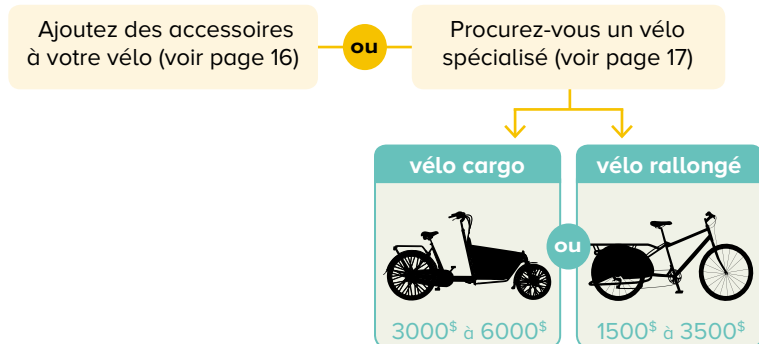 Ajoutez des accessoires
à votre vélo (voir page 16)
ou
Procurez-vous un vélo
spécialisé (voir page 17)
vélo cargo
3000$ à 6000$
ou
vélo rallongé
1500$ à 3500$